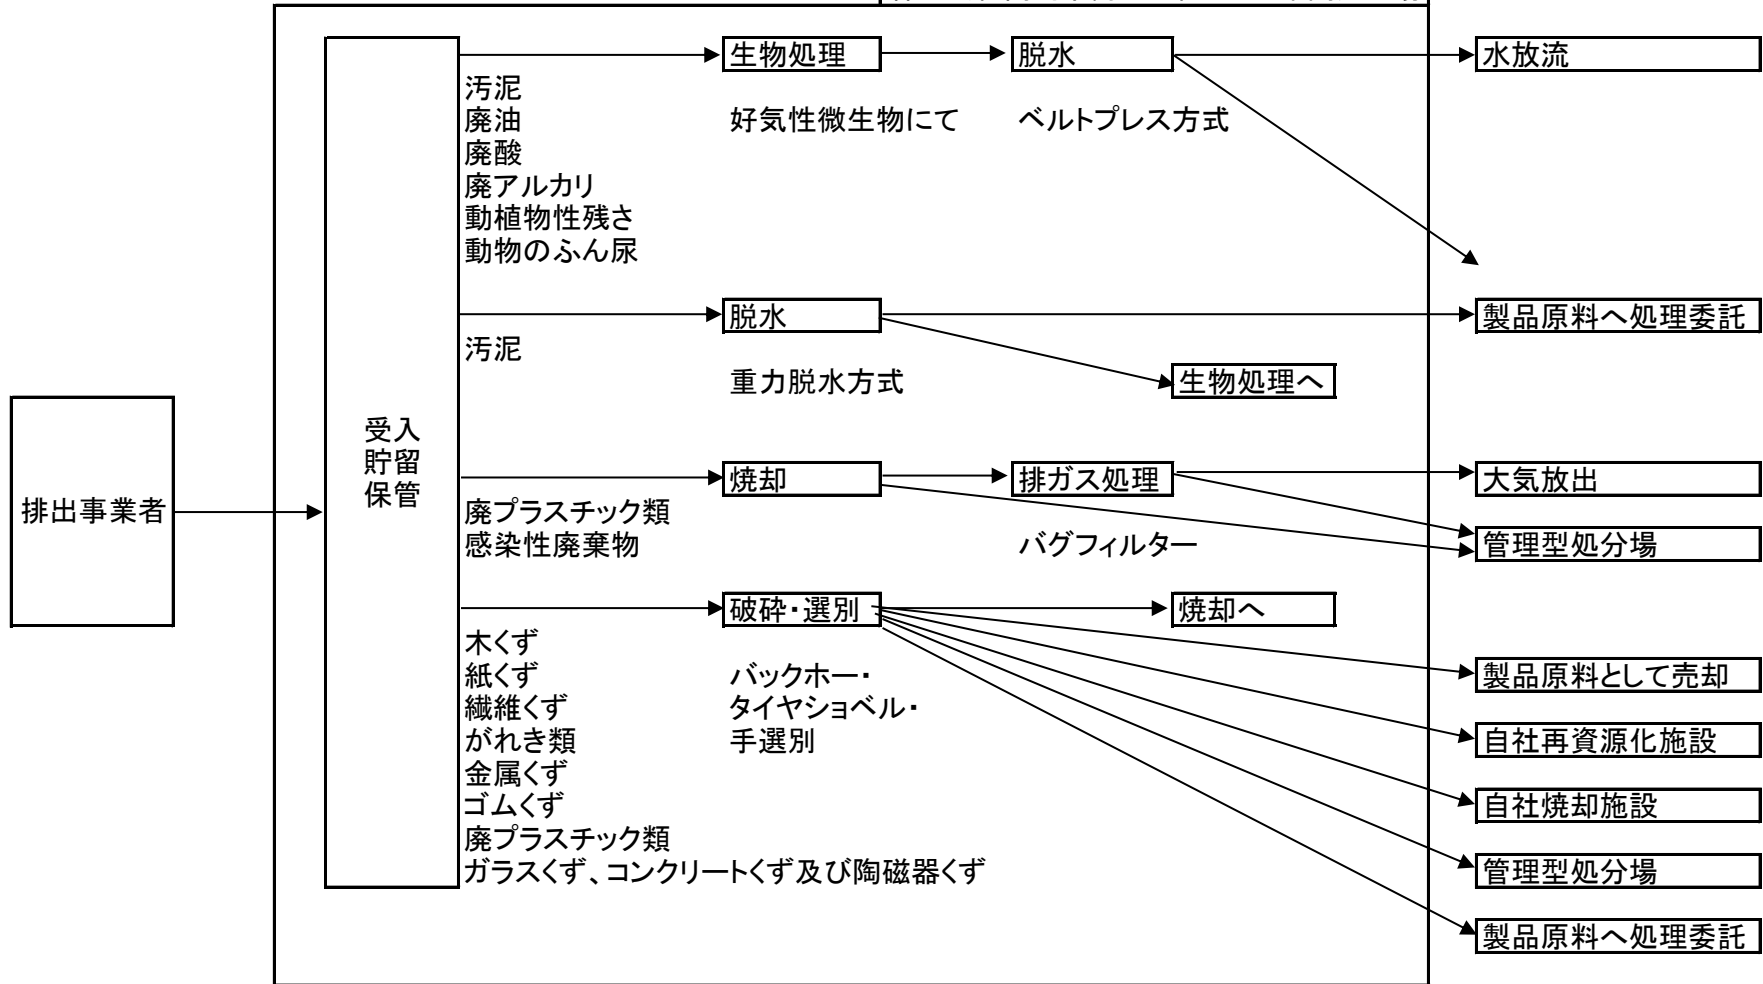 生物処理
脱水
水放流
汚泥
廃油
好気性微生物にて
ベルトプレス方式
廃酸
廃アルカリ
動植物性残さ
動物のふん尿
脱水
製品原料へ処理委託
汚泥
重力脱水方式
生物処理へ
受入
貯留
保管
排出事業者
焼却
排ガス処理
大気放出
廃プラスチック類
感染性廃棄物
バグフィルター
管理型処分場
破砕・選別
焼却へ
木くず
紙くず
繊維くず
がれき類
金属くず
ゴムくず
廃プラスチック類
ガラスくず、コンクリートくず及び陶磁器くず
バックホー・
タイヤショベル・
手選別
製品原料として売却
自社再資源化施設
自社焼却施設
管理型処分場
製品原料へ処理委託